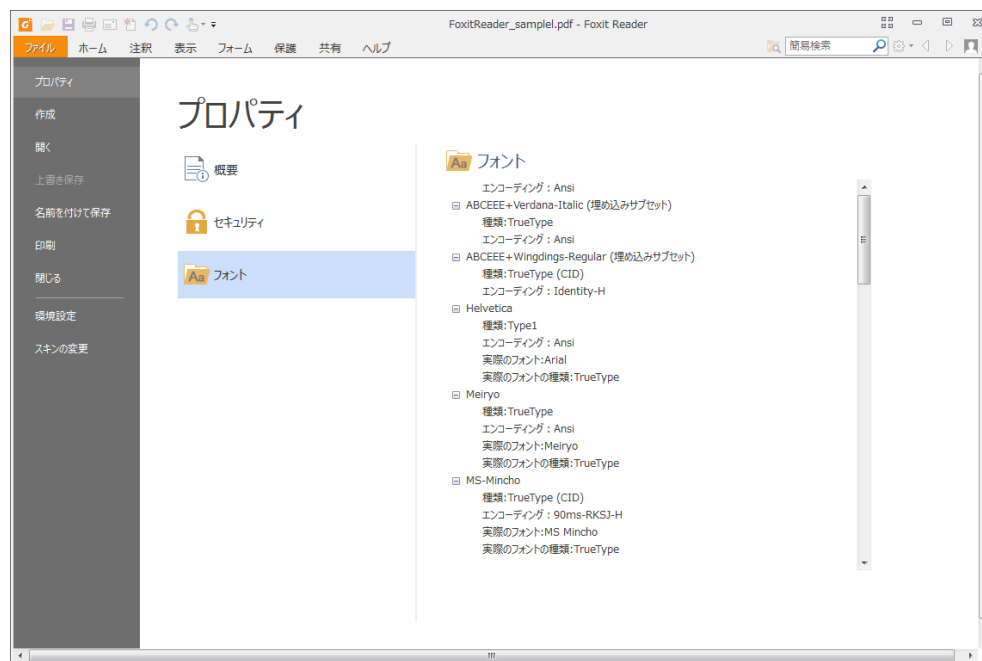 FoxitReader_samplel.pdf - Foxit Reader
ファイル ホーム 注釈 表示 フォーム 保護 共有 ヘルプ 簡易検索
プロパティ
作成
開く
上書き保存
名前を付けて保存
印刷
閉じる
環境設定
スキンの変更
プロパティ
概要
セキュリティ
Aa フォント
Aa フォント
エンコーディング : Ansi
ABCEEE+Verdana-Italic (埋め込みサブセット)
種類:TrueType
エンコーディング : Ansi
ABCEEE+Wingdings-Regular (埋め込みサブセット)
種類:TrueType (CID)
エンコーディング : Identity-H
Helvetica
種類:Type1
エンコーディング : Ansi
実際のフォント:Arial
実際のフォントの種類:TrueType
Meiryo
種類:TrueType
エンコーディング : Ansi
実際のフォント:Meiryo
実際のフォントの種類:TrueType
MS-Mincho
種類:TrueType (CID)
エンコーディング : 90ms-RKSJ-H
実際のフォント:MS Mincho
実際のフォントの種類:TrueType